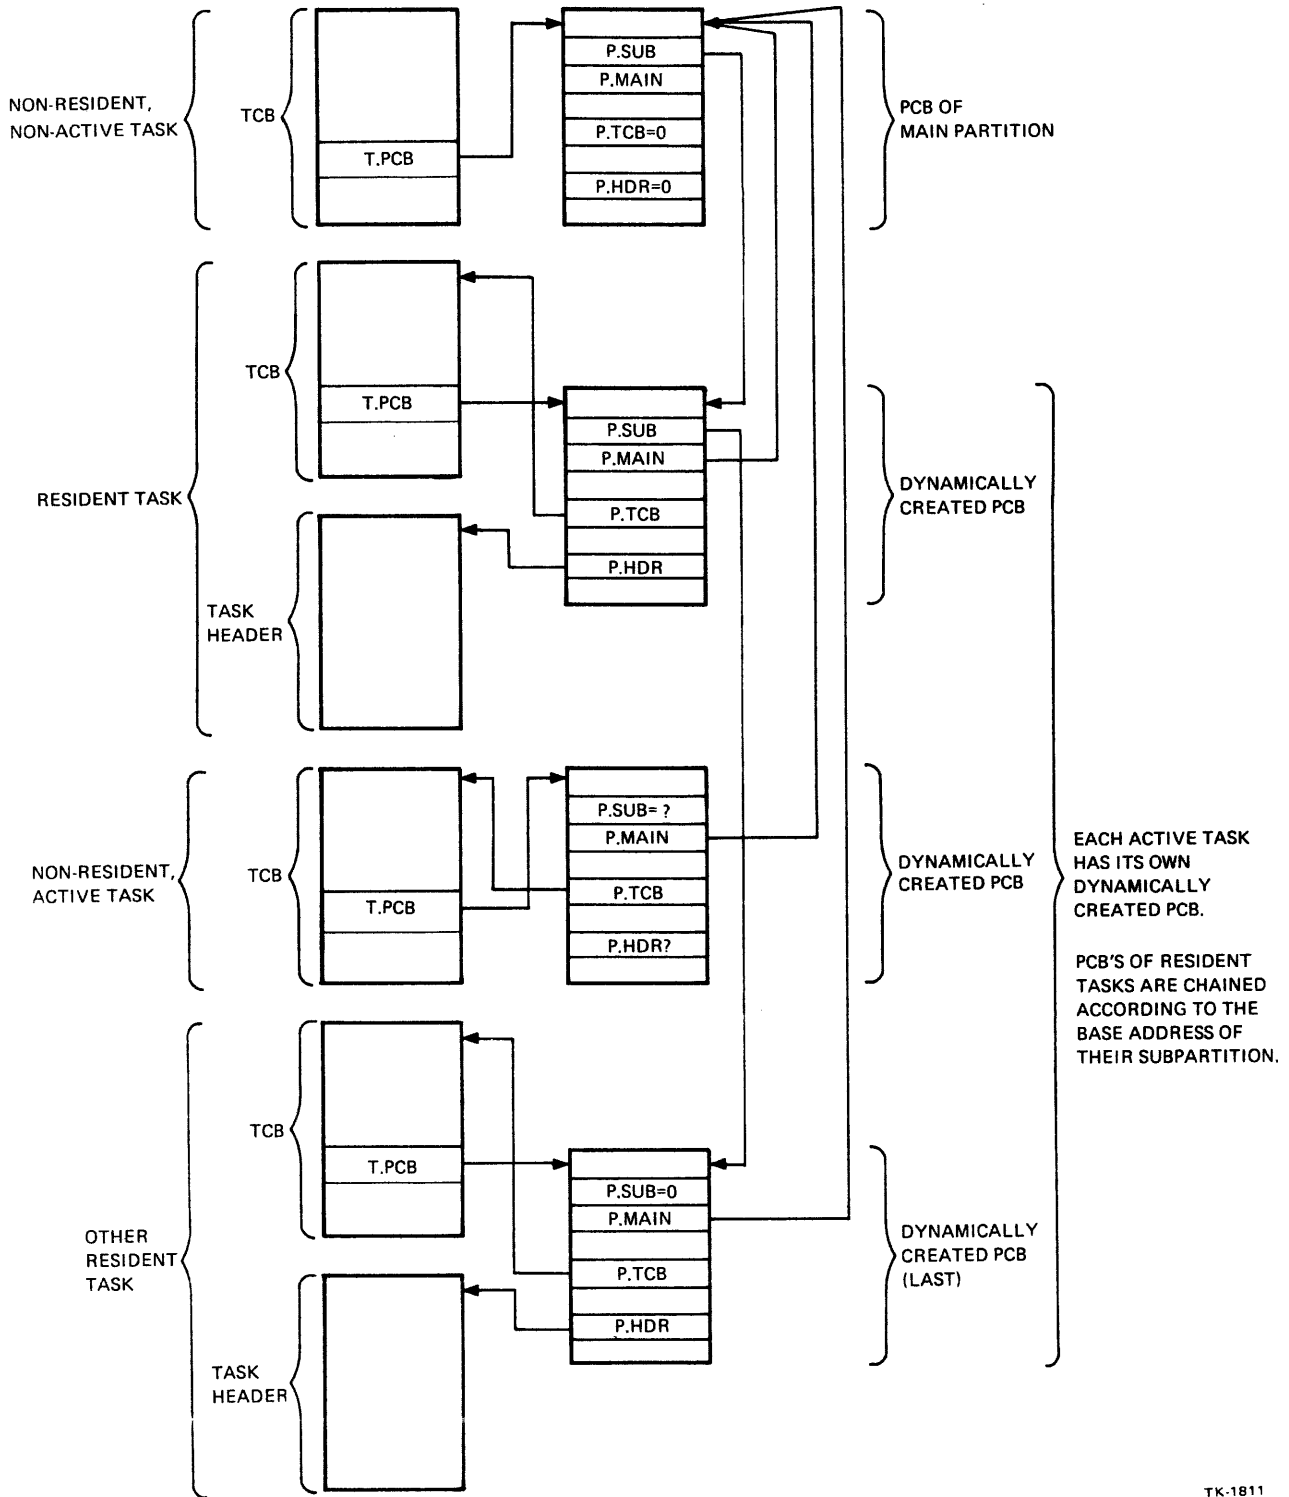 NON-RESIDENT,
NON-ACTIVE TASK
TCB
T.PCB
P.SUB
P.MAIN
P.TCB=0
P.HDR=0
PCB OF
MAIN PARTITION
RESIDENT TASK
TCB
T.PCB
TASK
HEADER
P.SUB
P.MAIN
P.TCB
P.HDR
DYNAMICALLY
CREATED PCB
NON-RESIDENT,
ACTIVE TASK
TCB
T.PCB
P.SUB= ?
P.MAIN
P.TCB
P.HDR?
DYNAMICALLY
CREATED PCB
EACH ACTIVE TASK
HAS ITS OWN
DYNAMICALLY
CREATED PCB.
PCB'S OF RESIDENT
TASKS ARE CHAINED
ACCORDING TO THE
BASE ADDRESS OF
THEIR SUBPARTITION.
OTHER
RESIDENT
TASK
TCB
T.PCB
TASK
HEADER
P.SUB=0
P.MAIN
P.TCB
P.HDR
DYNAMICALLY
CREATED PCB
(LAST)
TK-1811